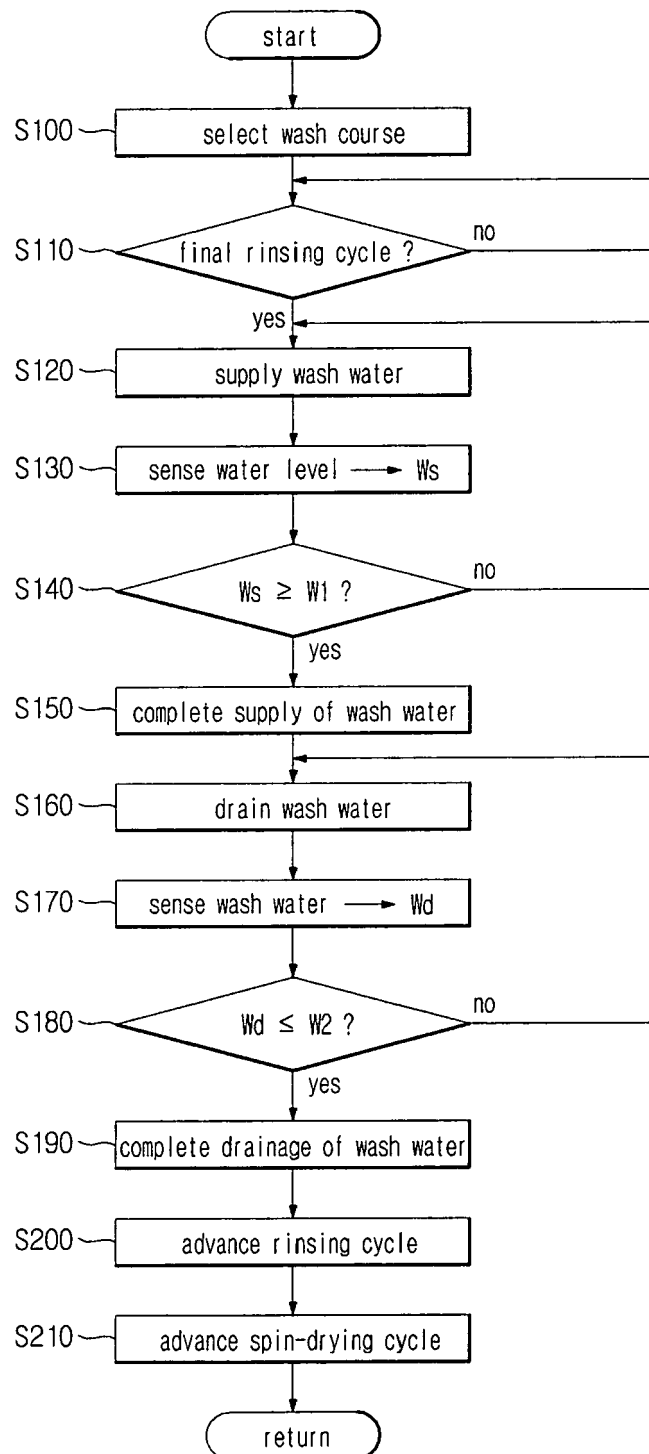 start
S100 select wash course
S110 final rinsing cycle ? no
yes
S120 supply wash water
S130 sense water level → Ws
S140 Ws ≥ W1 ? no
yes
S150 complete supply of wash water
S160 drain wash water
S170 sense wash water → Wd
S180 Wd ≤ W2 ? no
yes
S190 complete drainage of wash water
S200 advance rinsing cycle
S210 advance spin-drying cycle
return